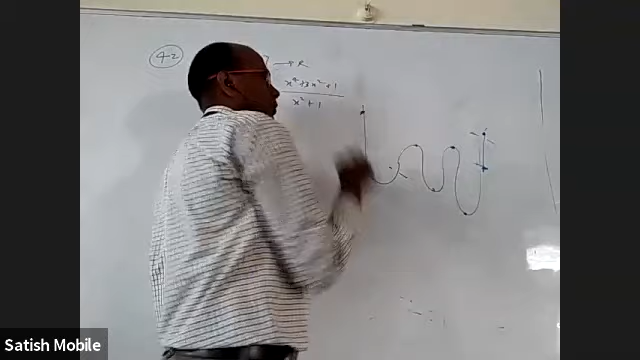 42
→ R
x⁴+3x²+1
x²+1
Satish Mobile